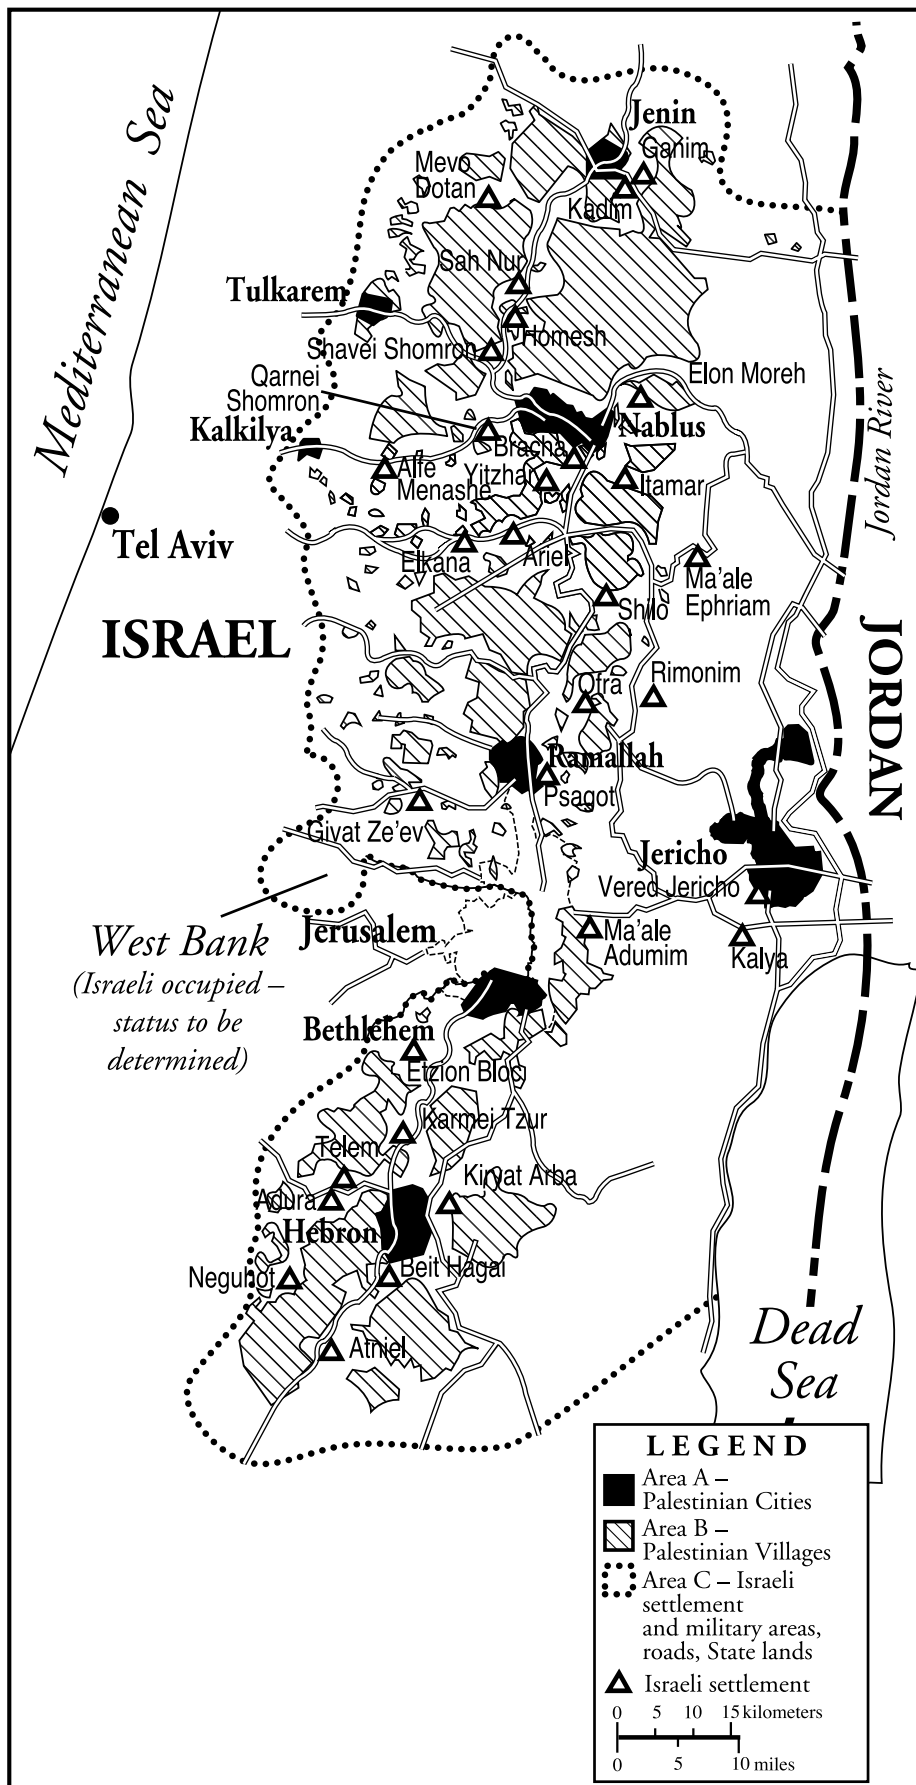 Mediterranean Sea
Jenin
Ganim
Mevo
Dotan
Kadim
Sah Nur
Tulkarem
Homesh
Shavei Shomron
Qarnei
Shomron
Elon Moreh
Kalkilya
Nablus
Bracha
Alfe
Menashe
Yitzhar
Itamar
Jordan River
Tel Aviv
Elkana
Ariel
Ma'ale
Ephriam
Shilo
ISRAEL
JORDAN
Ofra
Rimonim
Ramallah
Psagot
Givat Ze'ev
Jericho
Vered Jericho
West Bank
(Israeli occupied –
status to be
determined)
Jerusalem
Ma'ale
Adumim
Kalya
Bethlehem
Etzion Bloc
Karmei Tzur
Telem
Kiryat Arba
Adura
Hebron
Neguhot
Beit Hagai
Atniel
Dead
Sea
LEGEND
Area A –
Palestinian Cities
Area B –
Palestinian Villages
Area C – Israeli
settlement
and military areas,
roads, State lands
Israeli settlement
0 5 10 15 kilometers
0 5 10 miles